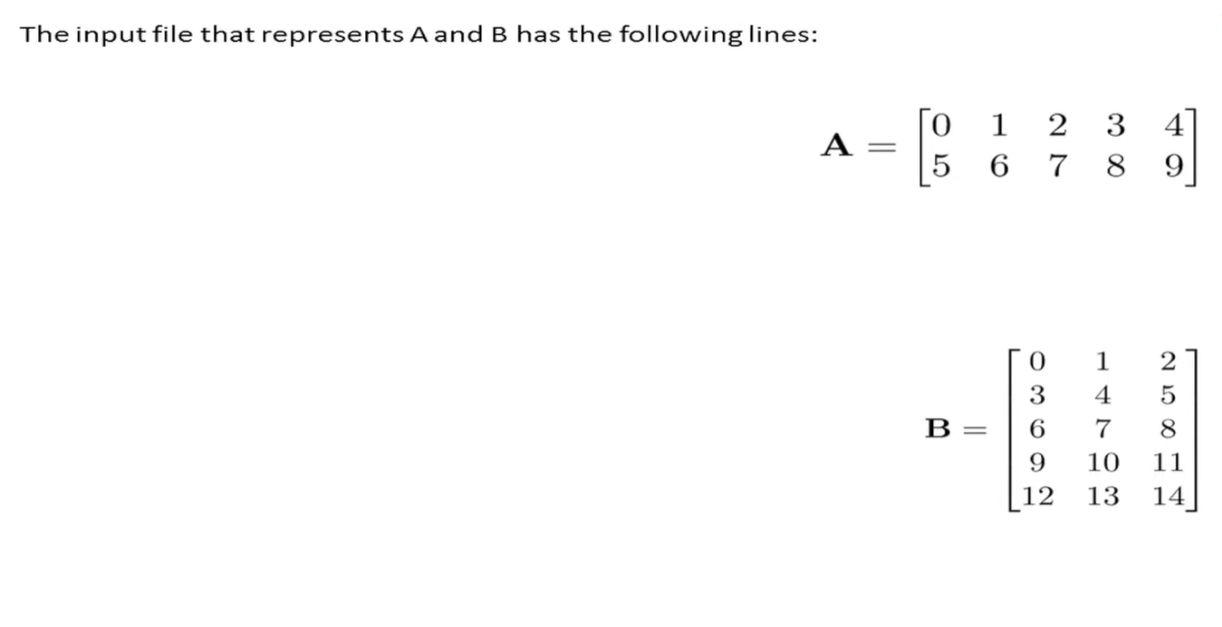 The input file that represents A and B has the following lines:
A = [0 1 2 3 4
5 6 7 8 9]
B = [0 1 2
3 4 5
6 7 8
9 10 11
12 13 14]